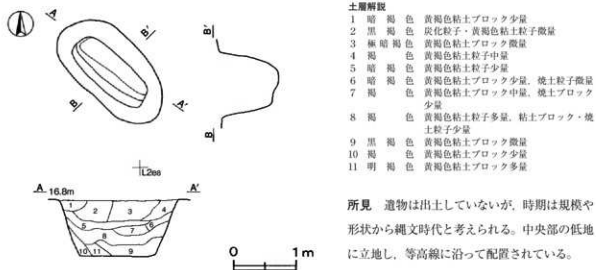 A
B'
B
A'
B'
B
L2e8
A 16.8m A'
1 2 3 4
5 6 7
8
10 11 9
0 1m
土層解説
1 暗褐色 黄褐色粘土ブロック少量
2 黒褐色 炭化粒子・黄褐色粘土粒子微量
3 極暗褐色 黄褐色粘土ブロック微量
4 褐色 黄褐色粘土粒子中量
5 暗褐色 黄褐色粘土粒子少量
6 暗褐色 黄褐色粘土ブロック少量，焼土粒子微量
7 褐色 黄褐色粘土ブロック中量，焼土ブロック
少量
8 褐色 黄褐色粘土粒子多量，粘土ブロック・焼
土粒子少量
9 黒褐色 黄褐色粘土ブロック微量
10 褐色 黄褐色粘土ブロック少量
11 明褐色 黄褐色粘土ブロック多量
所見 遺物は出土していないが，時期は規模や
形状から縄文時代と考えられる。中央部の低地
に立地し，等高線に沿って配置されている。